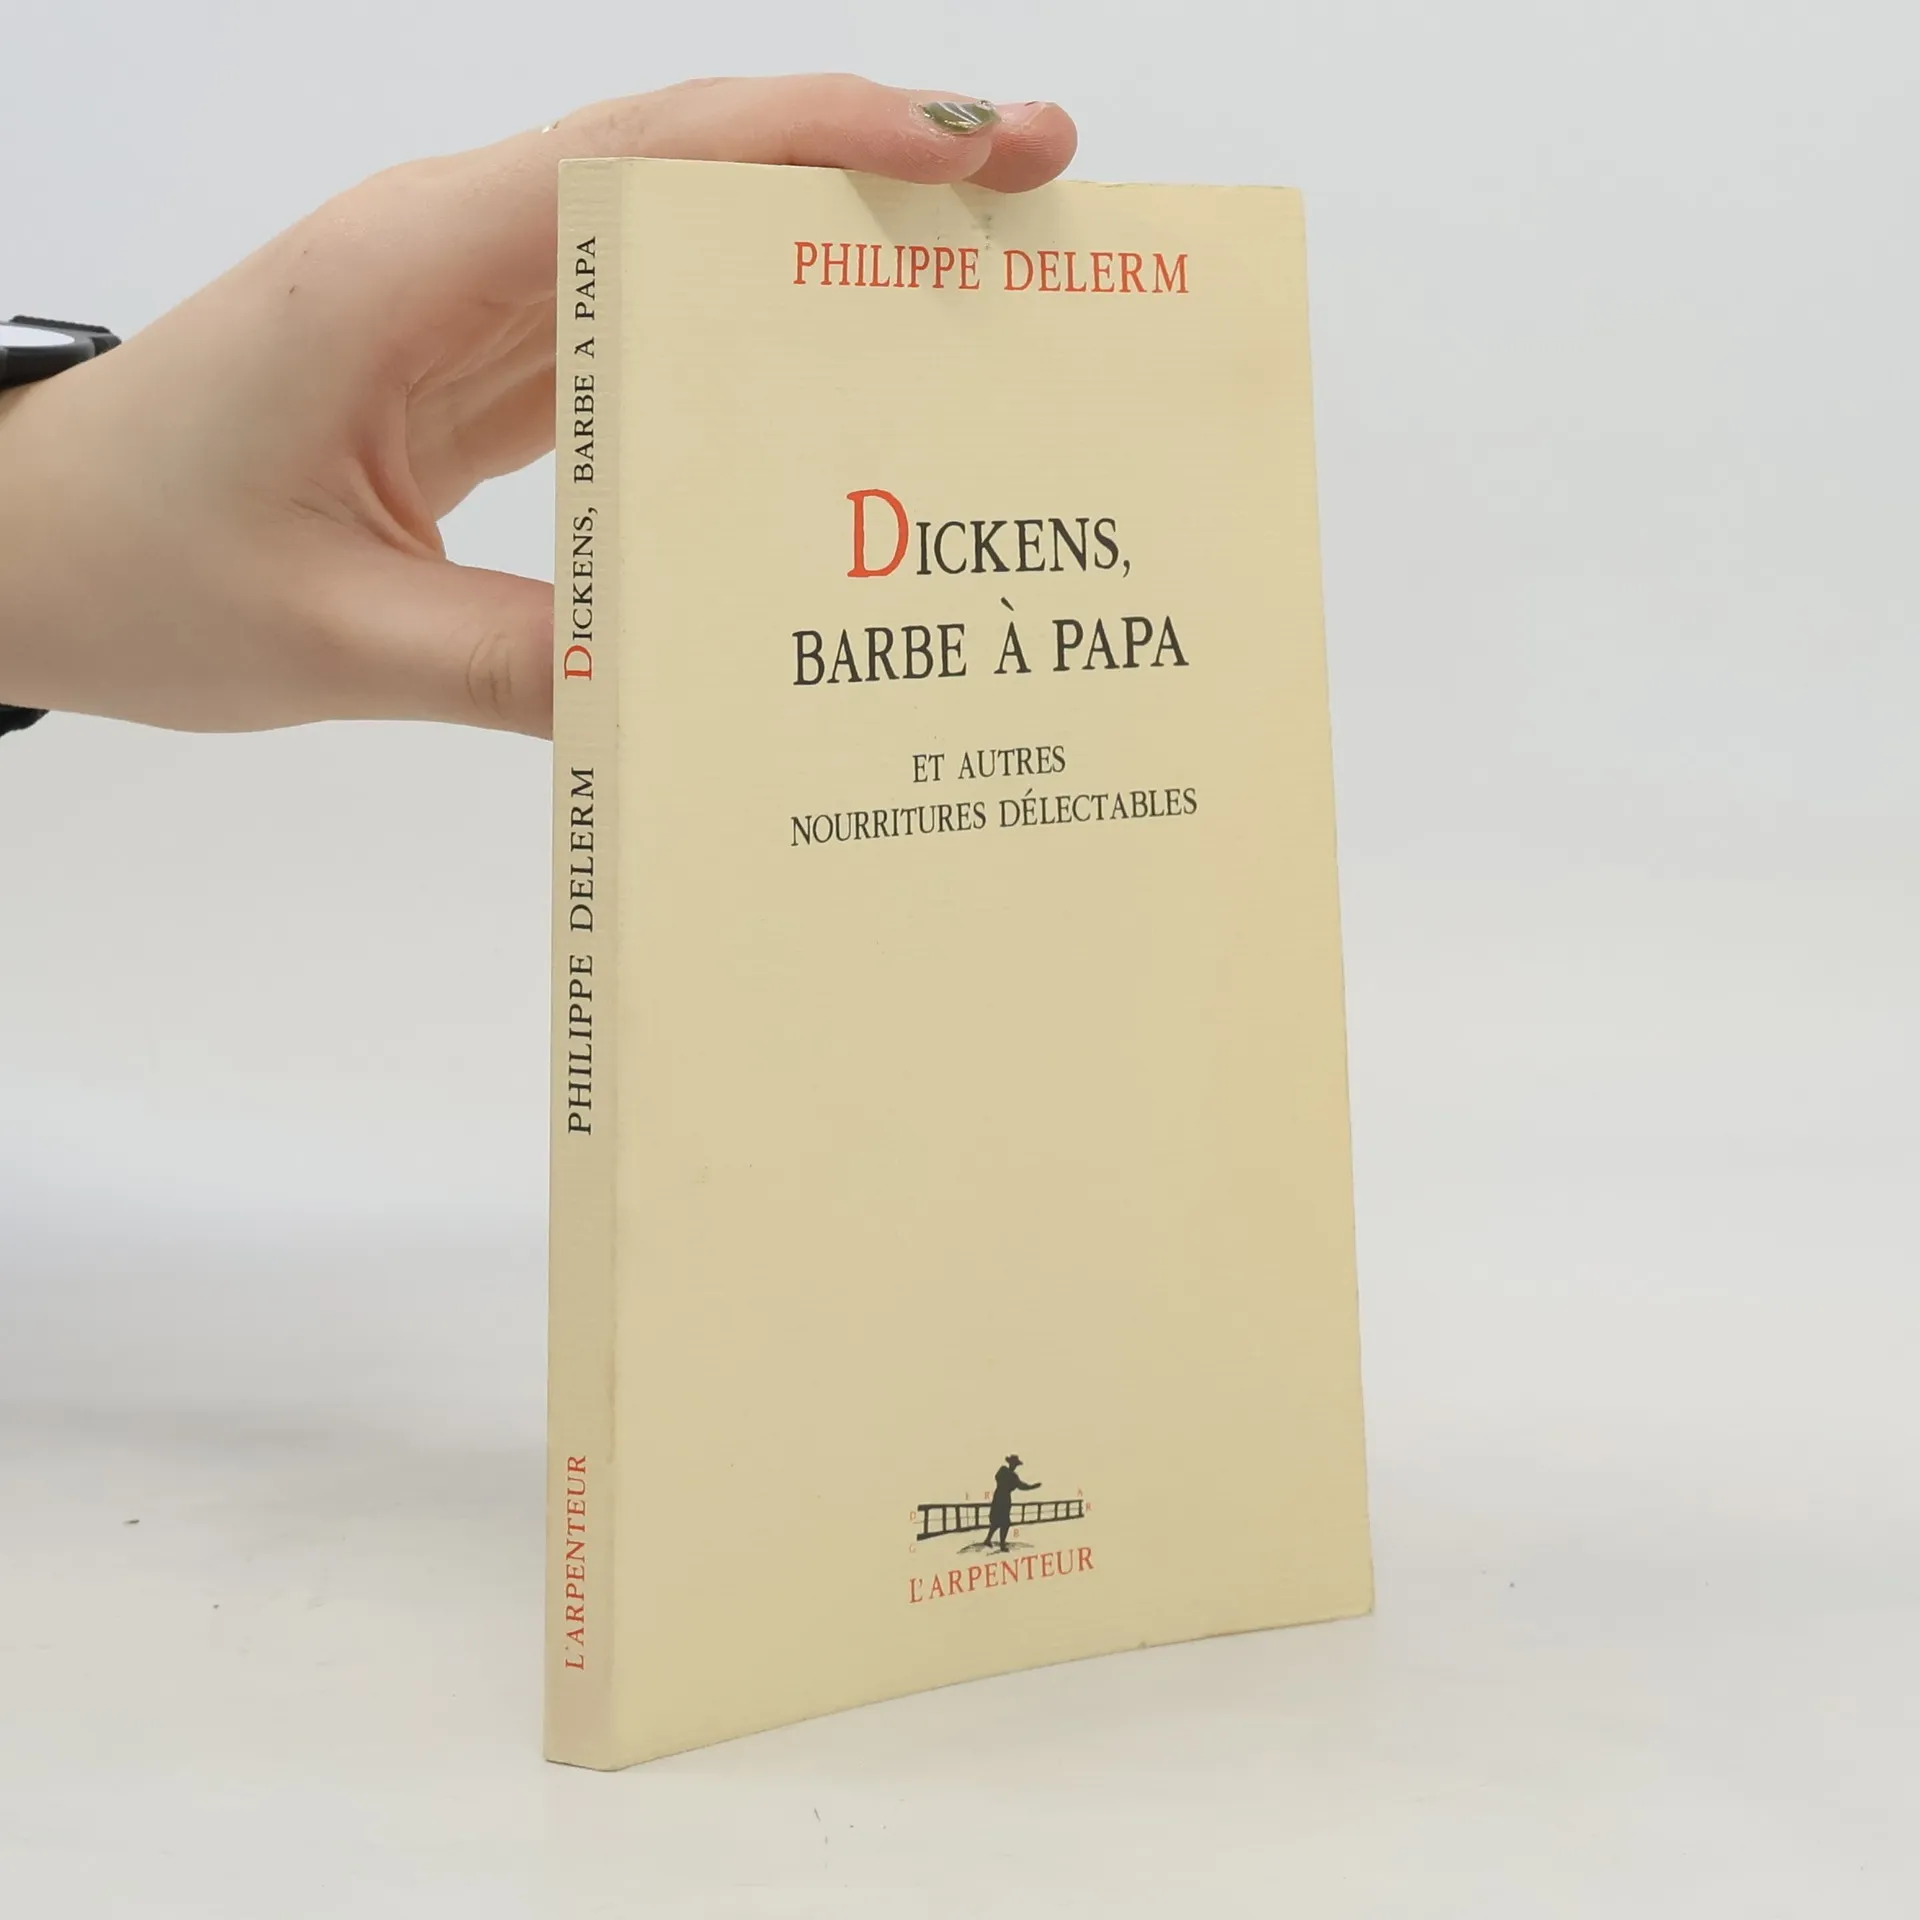 PHILIPPE DELERM
DICKENS,
BARBE À PAPA
ET AUTRES
NOURRITURES DÉLECTABLES
L'ARPENTEUR
L'ARPENTEUR PHILIPPE DELERM DICKENS, BARBE À PAPA